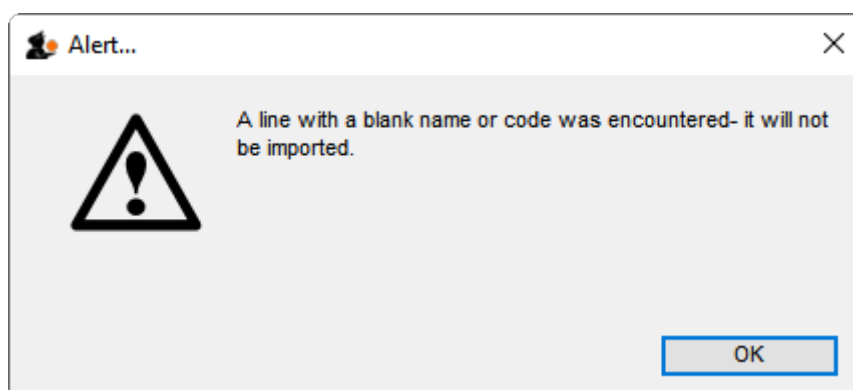 Alert...
A line with a blank name or code was encountered- it will not
be imported.
OK